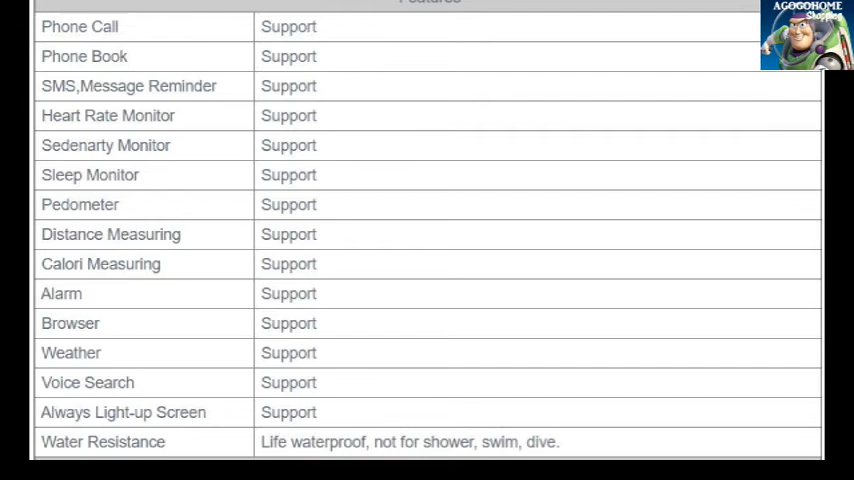 Features
AGOGOHOME
Shopping
Phone Call Support
Phone Book Support
SMS,Message Reminder Support
Heart Rate Monitor Support
Sedenarty Monitor Support
Sleep Monitor Support
Pedometer Support
Distance Measuring Support
Calori Measuring Support
Alarm Support
Browser Support
Weather Support
Voice Search Support
Always Light-up Screen Support
Water Resistance Life waterproof, not for shower, swim, dive.